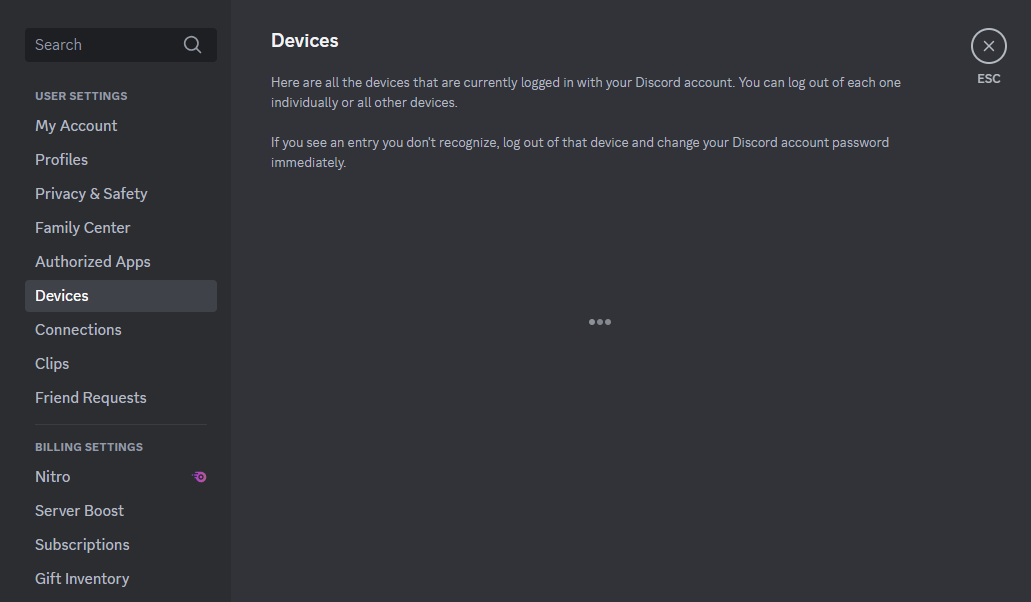 Search
USER SETTINGS
My Account
Profiles
Privacy & Safety
Family Center
Authorized Apps
Devices
Connections
Clips
Friend Requests
BILLING SETTINGS
Nitro
Server Boost
Subscriptions
Gift Inventory
Devices
Here are all the devices that are currently logged in with your Discord account. You can log out of each one
individually or all other devices.
If you see an entry you don't recognize, log out of that device and change your Discord account password
immediately.
ESC